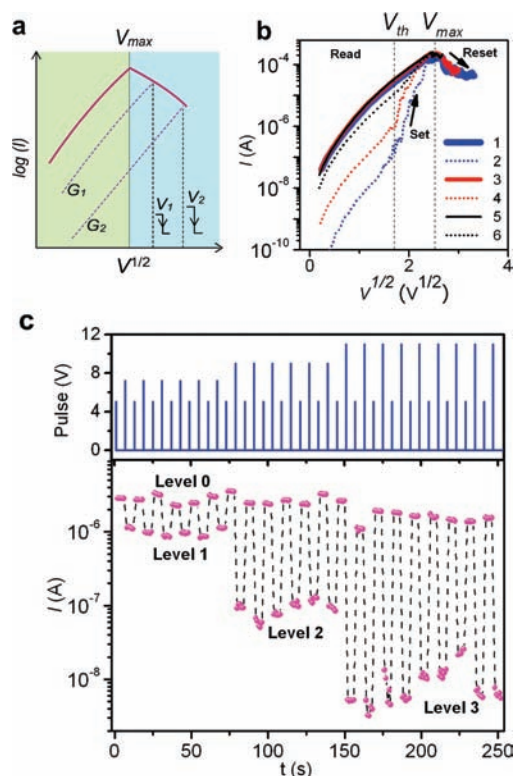 a
V_max
log (I)
G_1
G_2
V_1
V_2
V^1/2
b
V_th V_max
Read
Reset
Set
I (A)
10^-4
10^-6
10^-8
10^-10
1
2
3
4
5
6
0 2 4
V^1/2 (V^1/2)
c
Pulse (V)
12
8
4
0
Level 0
Level 1
Level 2
Level 3
I (A)
10^-6
10^-7
10^-8
0 50 100 150 200 250
t (s)